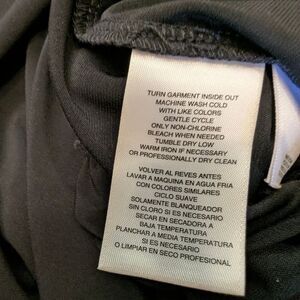 TURN GARMENT INSIDE OUT
MACHINE WASH COLD
WITH LIKE COLORS
GENTLE CYCLE
ONLY NON-CHLORINE
BLEACH WHEN NEEDED
TUMBLE DRY LOW
WARM IRON IF NECESSARY
OR PROFESSIONALLY DRY CLEAN
VOLVER AL REVES ANTES
LAVAR A MAQUINA EN AGUA FRIA
CON COLORES SIMILARES
CICLO SUAVE
SOLAMENTE BLANQUEADOR
SIN CLORO SI ES NECESARIO
SECAR EN SECADORA A
BAJA TEMPERATURA
PLANCHAR A MEDIA TEMPERATURA
SI ES NECESARIO
O LIMPIAR EN SECO PROFESIONAL